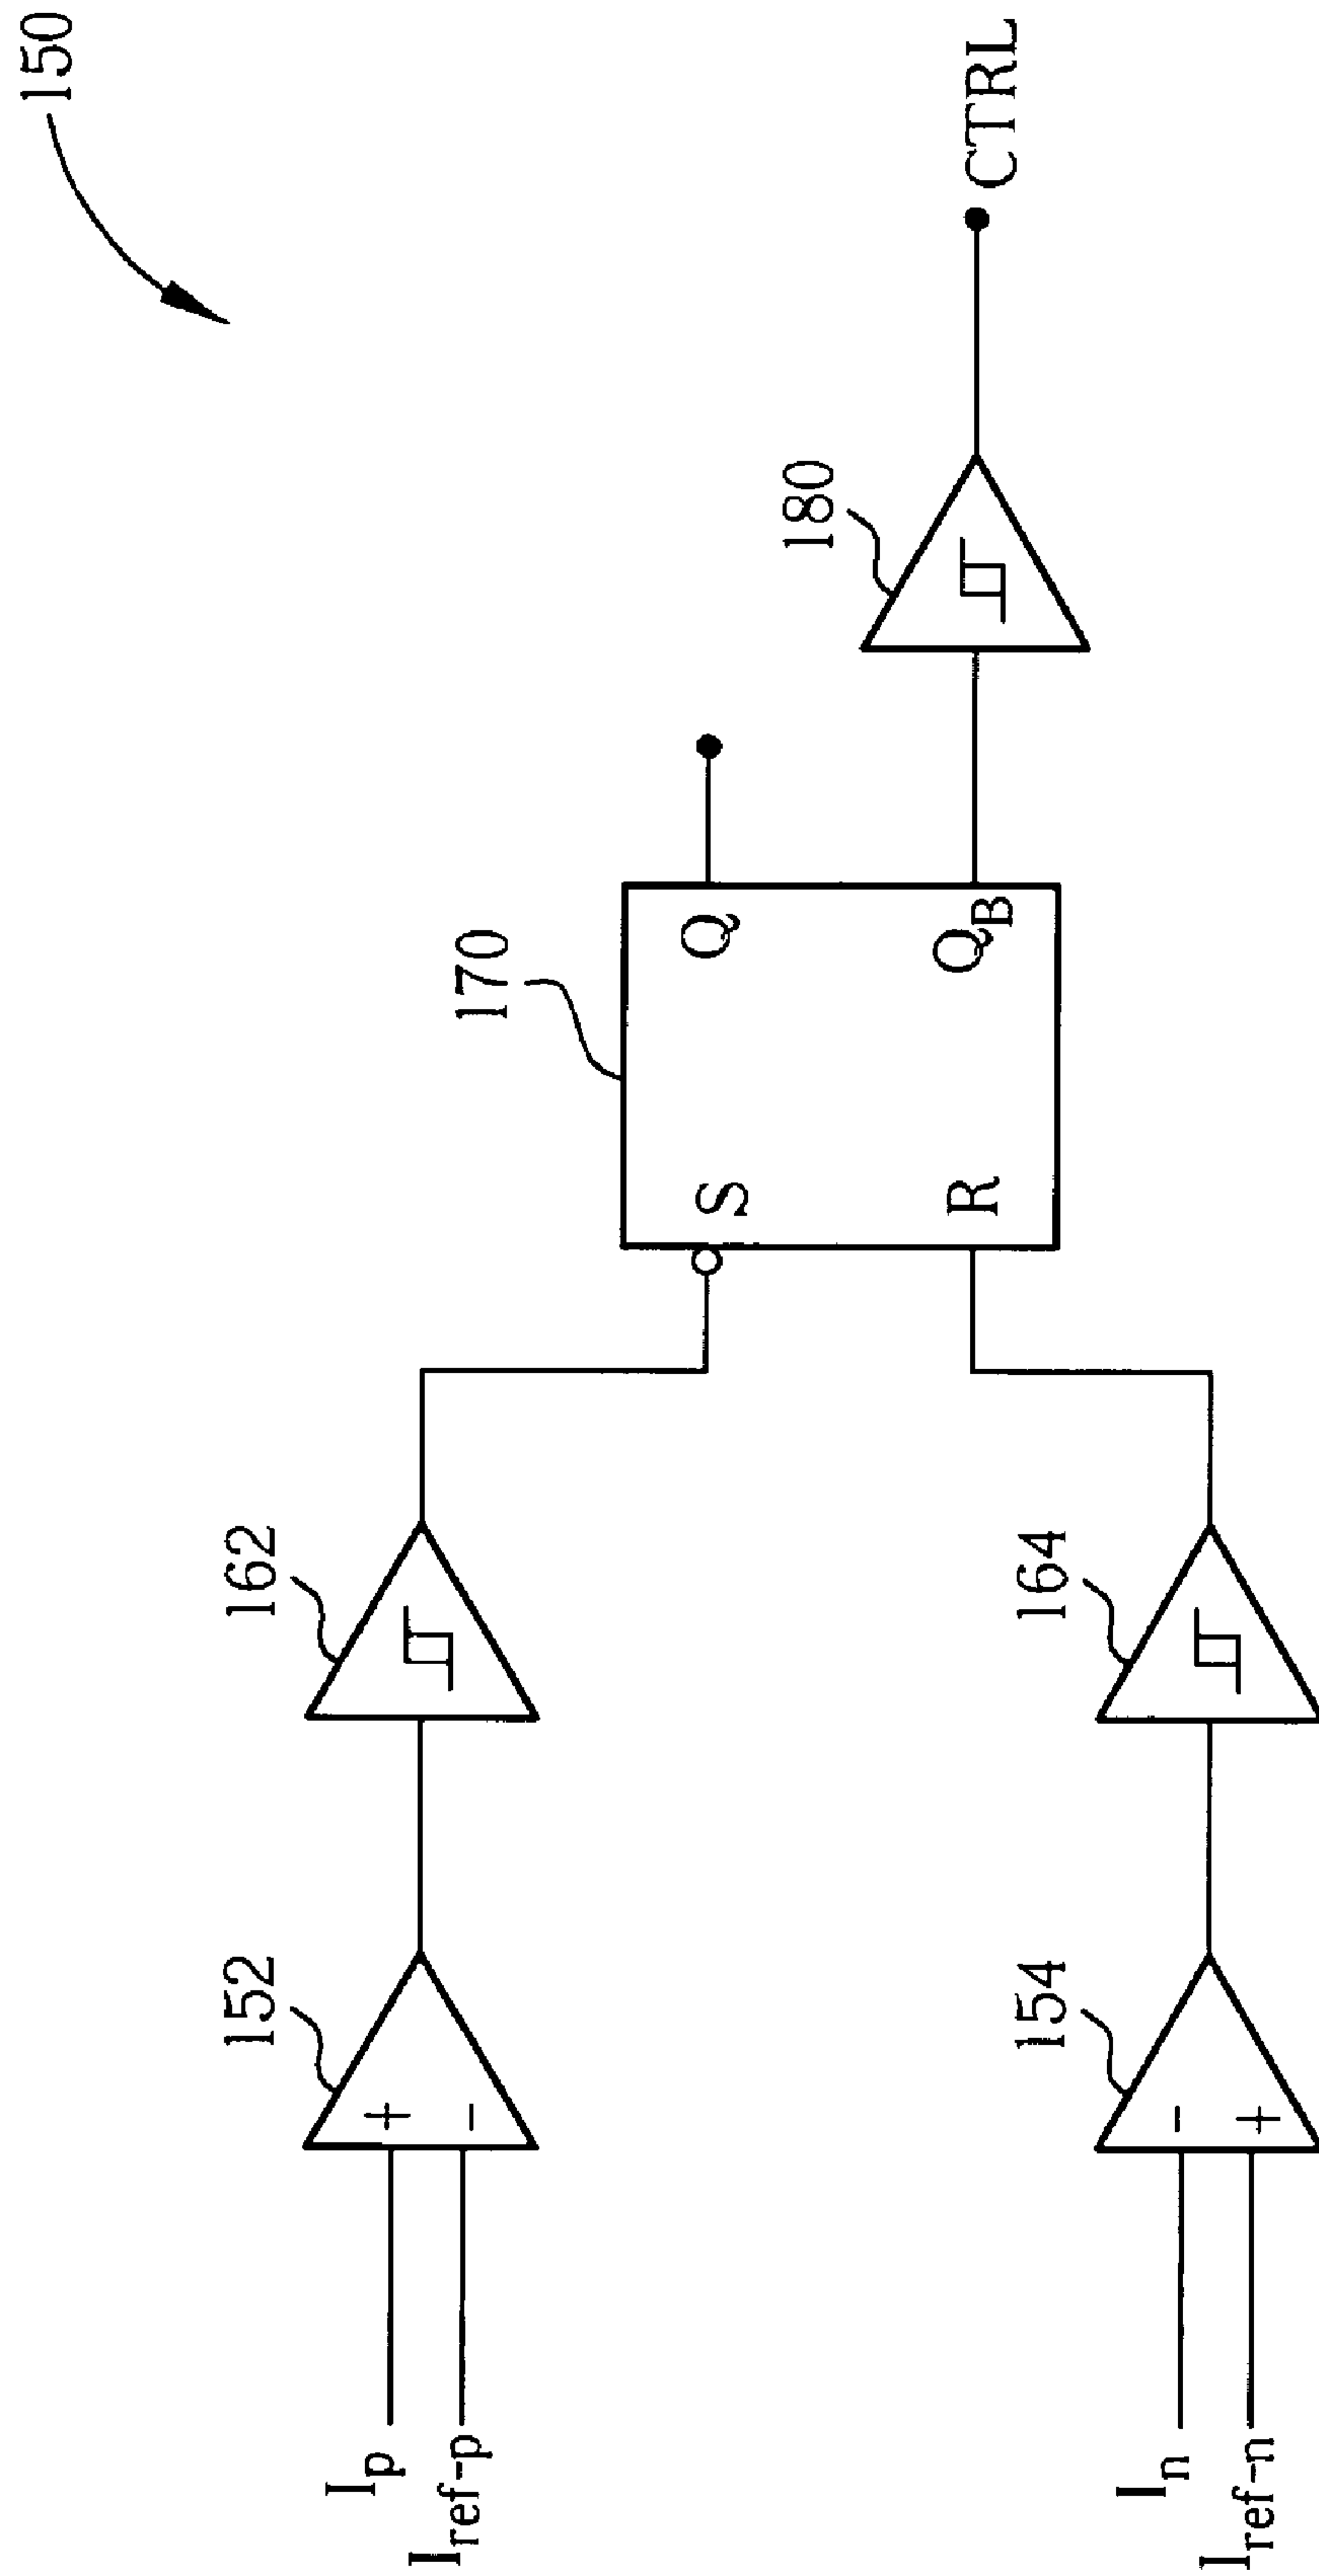 150
I_p
I_ref-p
+
-
152
162
I_n
I_ref-n
-
+
154
164
170
S
R
Q
Q_B
180
CTRL